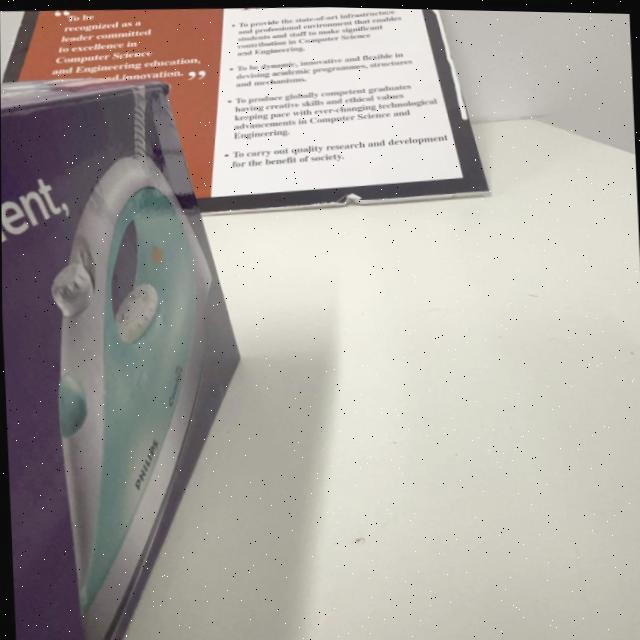 “ To be
recognized as a
leader committed
to excellence in
Computer Science
and Engineering education,
innovation. ”
• To provide the state-of-art infrastructure
and professional environment that enables
students and staff to make significant
contribution in Computer Science
and Engineering.
• To be dynamic, innovative and flexible in
devising academic programmes, structures
and mechanisms.
• To produce globally competent graduates
having creative skills and ethical values
keeping pace with ever-changing technological
advancements in Computer Science and
Engineering.
• To carry out quality research and development
for the benefit of society.
ent,
PHILIPS